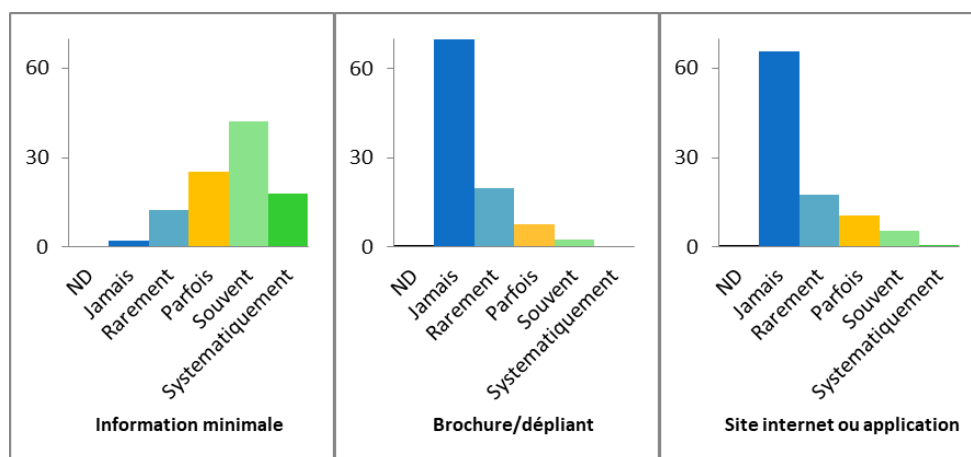 60
30
0
ND
Jamais
Rarement
Parfois
Souvent
Systematiquement
Information minimale
60
30
0
ND
Jamais
Rarement
Parfois
Souvent
Systematiquement
Brochure/dépliant
60
30
0
ND
Jamais
Rarement
Parfois
Souvent
Systematiquement
Site internet ou application